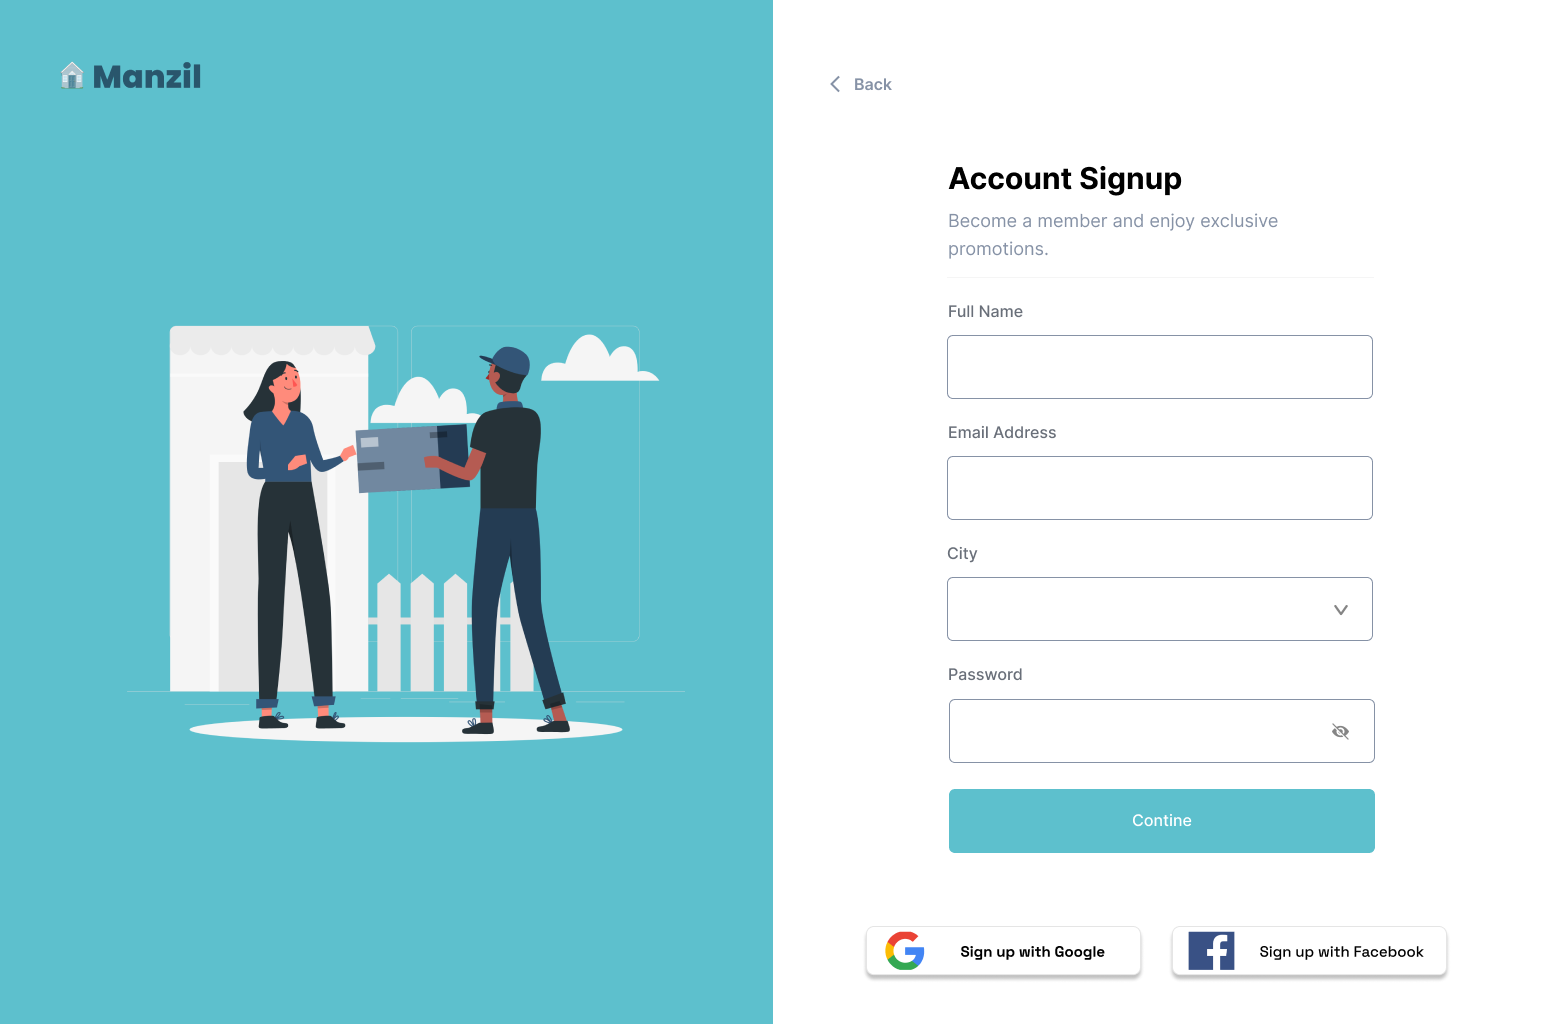 Manzil
Back
Account Signup
Become a member and enjoy exclusive
promotions.
Full Name
Email Address
City
Password
Contine
Sign up with Google
Sign up with Facebook